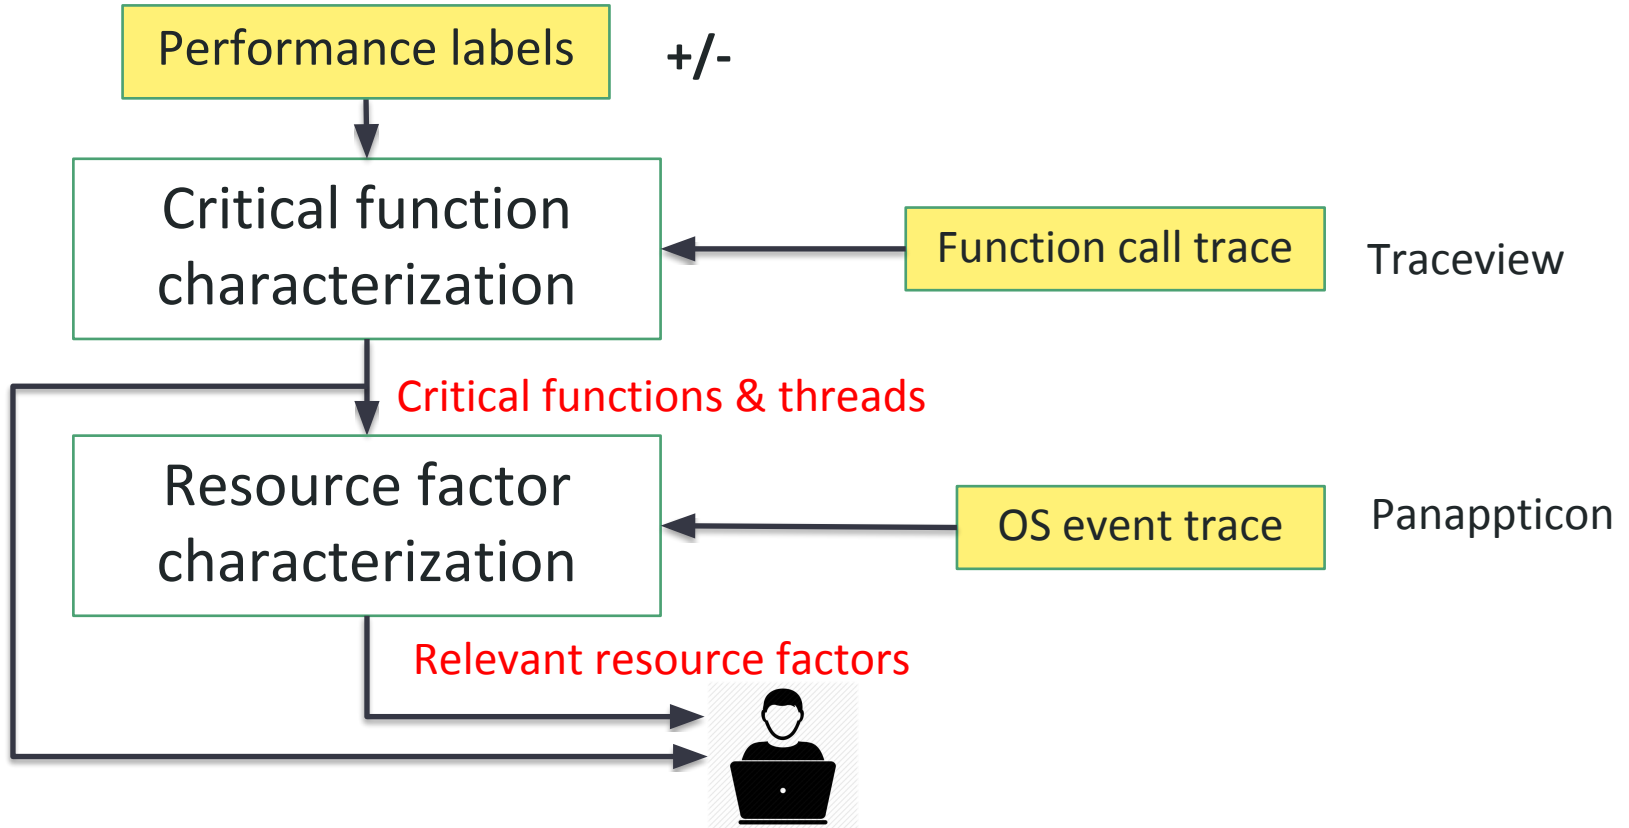 Performance labels
+/-
Critical function
characterization
Function call trace
Traceview
Critical functions & threads
Resource factor
characterization
OS event trace
Panappticon
Relevant resource factors